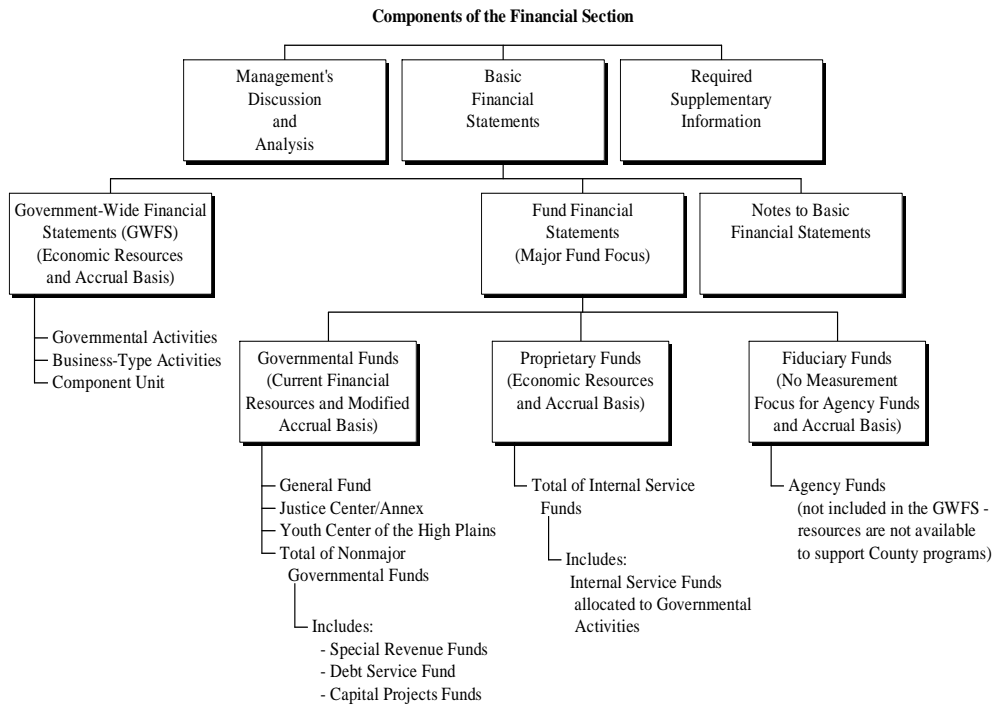 Components of the Financial Section
Management's
Discussion
and
Analysis
Basic
Financial
Statements
Required
Supplementary
Information
Government-Wide Financial
Statements (GWFS)
(Economic Resources
and Accrual Basis)
Fund Financial
Statements
(Major Fund Focus)
Notes to Basic
Financial Statements
Governmental Activities
Business-Type Activities
Component Unit
Governmental Funds
(Current Financial
Resources and Modified
Accrual Basis)
Proprietary Funds
(Economic Resources
and Accrual Basis)
Fiduciary Funds
(No Measurement
Focus for Agency Funds
and Accrual Basis)
General Fund
Justice Center/Annex
Youth Center of the High Plains
Total of Nonmajor
Governmental Funds
Includes:
- Special Revenue Funds
- Debt Service Fund
- Capital Projects Funds
Total of Internal Service
Funds
Includes:
Internal Service Funds
allocated to Governmental
Activities
Agency Funds
(not included in the GWFS -
resources are not available
to support County programs)